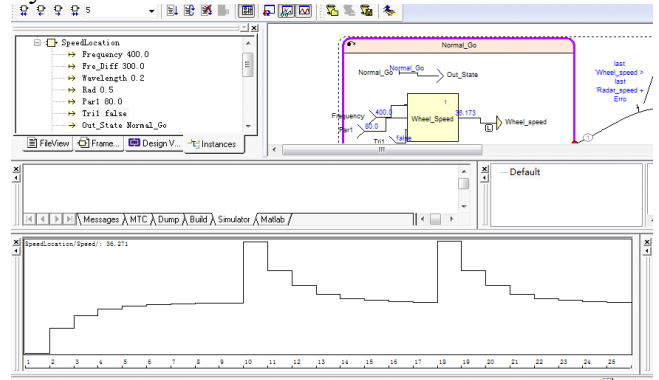 5
SpeedLocation
Frequency 400.0
Fre_Diff 300.0
Wavelength 0.2
Rad 0.5
Par1 80.0
Tri1 false
Out_State Normal_Go
FileView
Frame...
Design V...
Instances
Normal_Go
Normal_Go
Normal_Go
Out_State
Frequency
400.0
Par1
80.0
Tri1
false
1
Wheel_Speed
36.173
L
Wheel_speed
last
'Wheel_speed >
last
'Radar_speed +
Erro
1
Messages
MTC
Dump
Build
Simulator
Matlab
Default
SpeedLocation/Speed/: 36.271
1 2 3 4 5 6 7 8 9 10 11 12 13 14 15 16 17 18 19 20 21 22 23 24 25